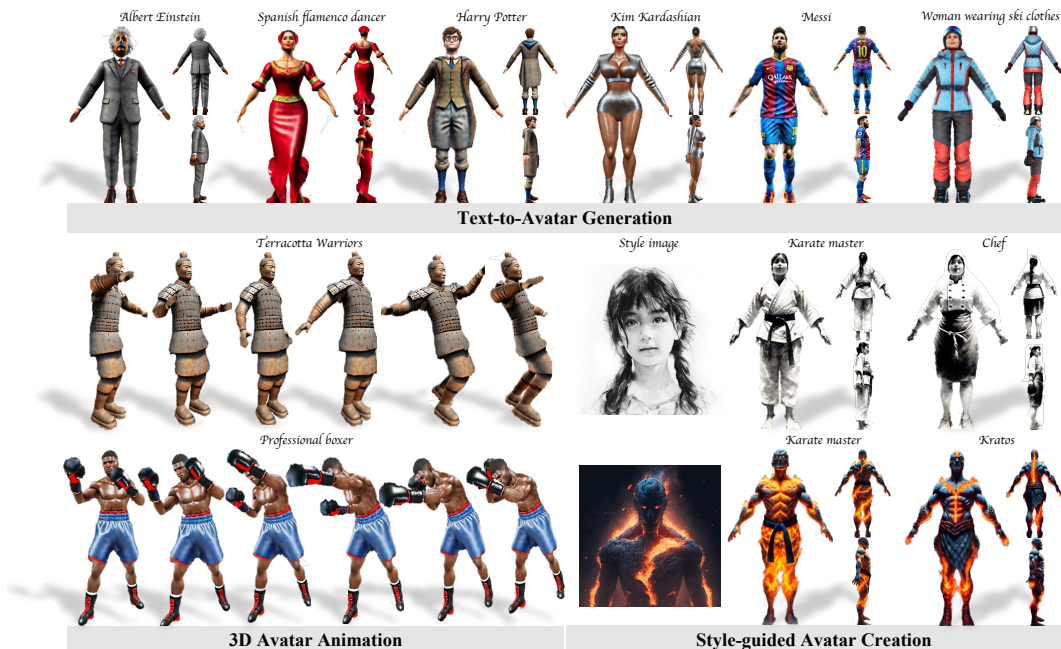 Albert Einstein
Spanish flamenco dancer
Harry Potter
Kim Kardashian
Messi
Woman wearing ski clothes
10
Text-to-Avatar Generation
Terracotta Warriors
Style image
Karate master
Chef
Professional boxer
Karate master
Kratos
3D Avatar Animation
Style-guided Avatar Creation